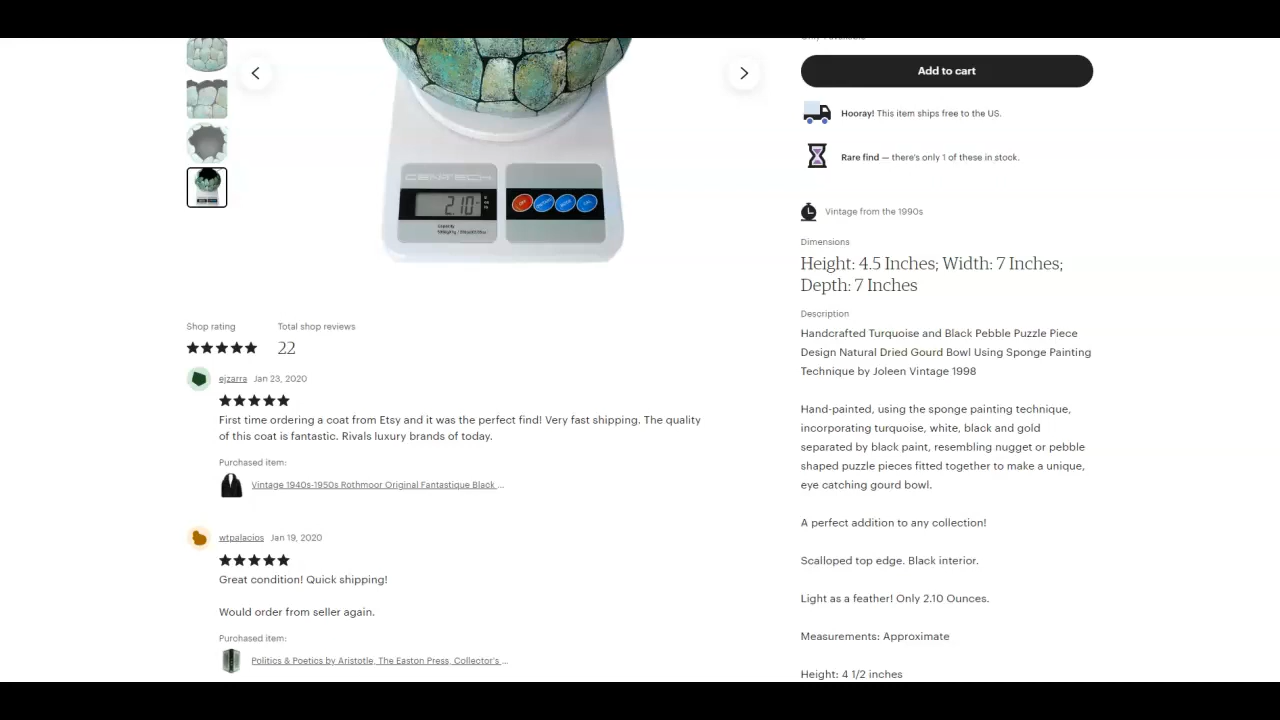 Add to cart
Hooray! This item ships free to the US.
Rare find — there's only 1 of these in stock.
Vintage from the 1990s
Dimensions
Height: 4.5 Inches; Width: 7 Inches;
Depth: 7 Inches
Description
Handcrafted Turquoise and Black Pebble Puzzle Piece
Design Natural Dried Gourd Bowl Using Sponge Painting
Technique by Joleen Vintage 1998
Hand-painted, using the sponge painting technique,
incorporating turquoise, white, black and gold
separated by black paint, resembling nugget or pebble
shaped puzzle pieces fitted together to make a unique,
eye catching gourd bowl.
A perfect addition to any collection!
Scalloped top edge. Black interior.
Light as a feather! Only 2.10 Ounces.
Measurements: Approximate
Height: 4 1/2 inches
CEN-TECH
2.10
Capacity
Shop rating
Total shop reviews
22
ejzarra Jan 23, 2020
First time ordering a coat from Etsy and it was the perfect find! Very fast shipping. The quality
of this coat is fantastic. Rivals luxury brands of today.
Purchased item:
Vintage 1940s-1950s Rothmoor Original Fantastique Black ...
wtpalacios Jan 19, 2020
Great condition! Quick shipping!
Would order from seller again.
Purchased item:
Politics & Poetics by Aristotle, The Easton Press, Collector's ...